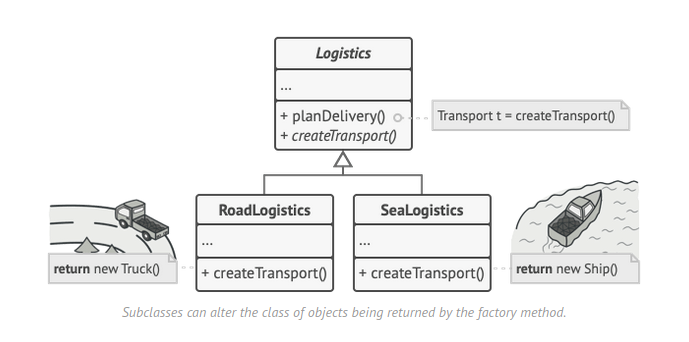 Logistics
...
+ planDelivery()
+ createTransport()
Transport t = createTransport()
RoadLogistics
...
+ createTransport()
return new Truck()
SeaLogistics
...
+ createTransport()
return new Ship()
Subclasses can alter the class of objects being returned by the factory method.